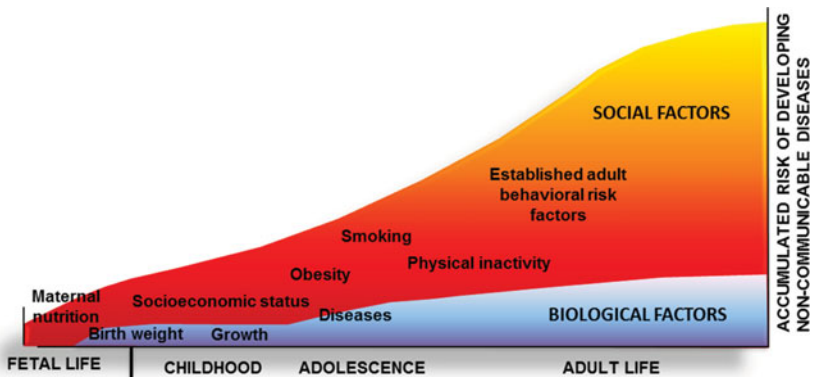 SOCIAL FACTORS
Established adult
behavioral risk
factors
Smoking
Physical inactivity
Obesity
Maternal
nutrition
Socioeconomic status
Diseases
BIOLOGICAL FACTORS
Birth weight
Growth
FETAL LIFE
CHILDHOOD
ADOLESCENCE
ADULT LIFE
ACCUMULATED RISK OF DEVELOPING
NON-COMMUNICABLE DISEASES